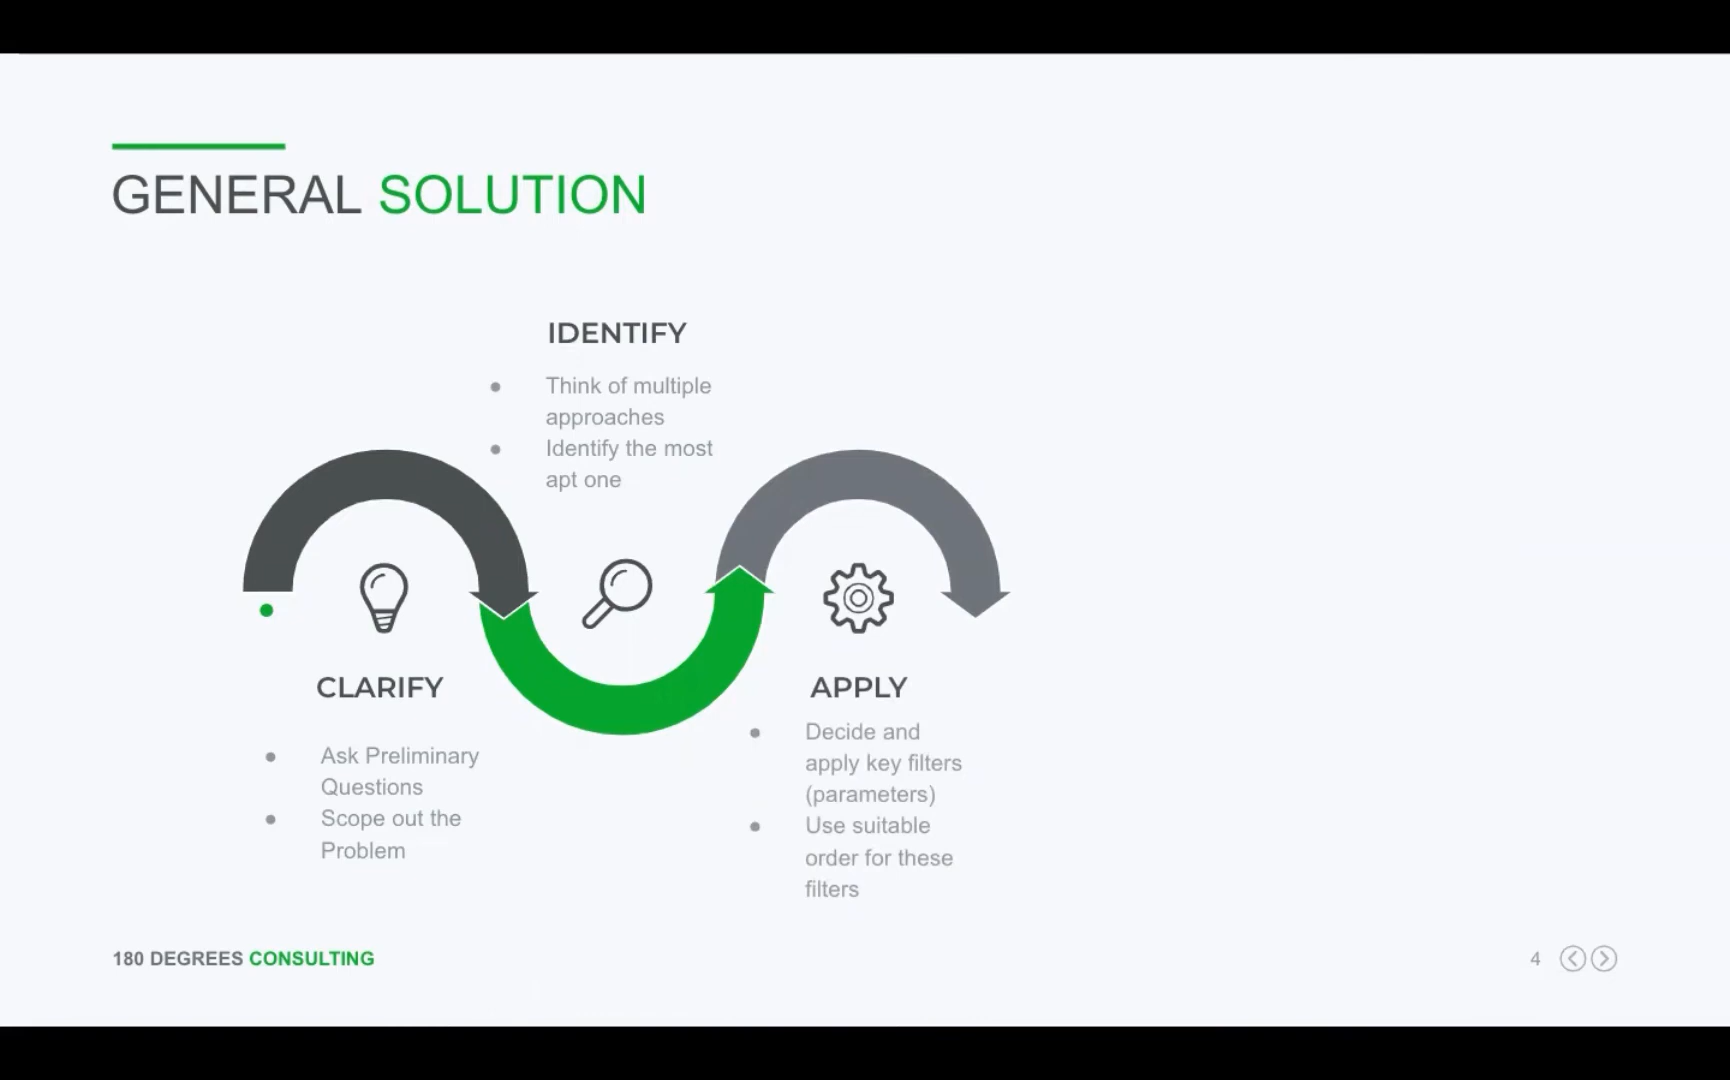 GENERAL SOLUTION
IDENTIFY
Think of multiple
approaches
Identify the most
apt one
CLARIFY
Ask Preliminary
Questions
Scope out the
Problem
APPLY
Decide and
apply key filters
(parameters)
Use suitable
order for these
filters
180 DEGREES CONSULTING
4